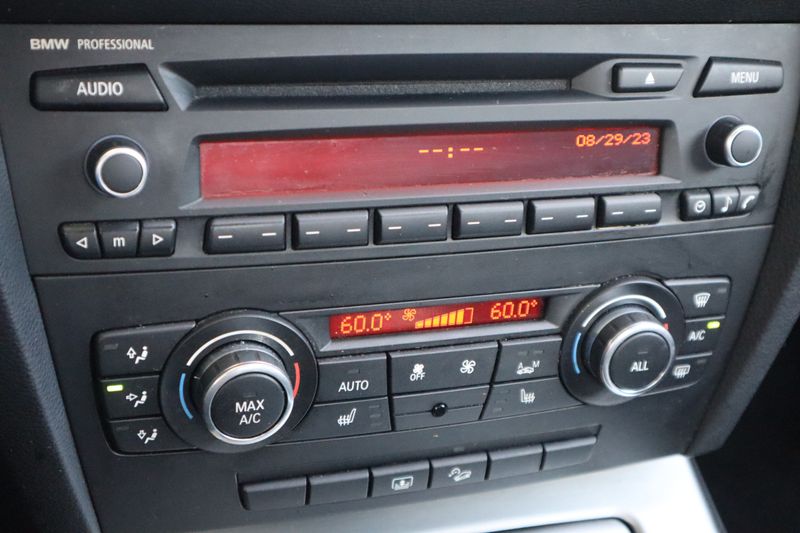 BMW PROFESSIONAL
AUDIO
MENU
--:--
08/29/23
m
60.0°
60.0°
AUTO
OFF
A M
MAX
A/C
ALL
A/C